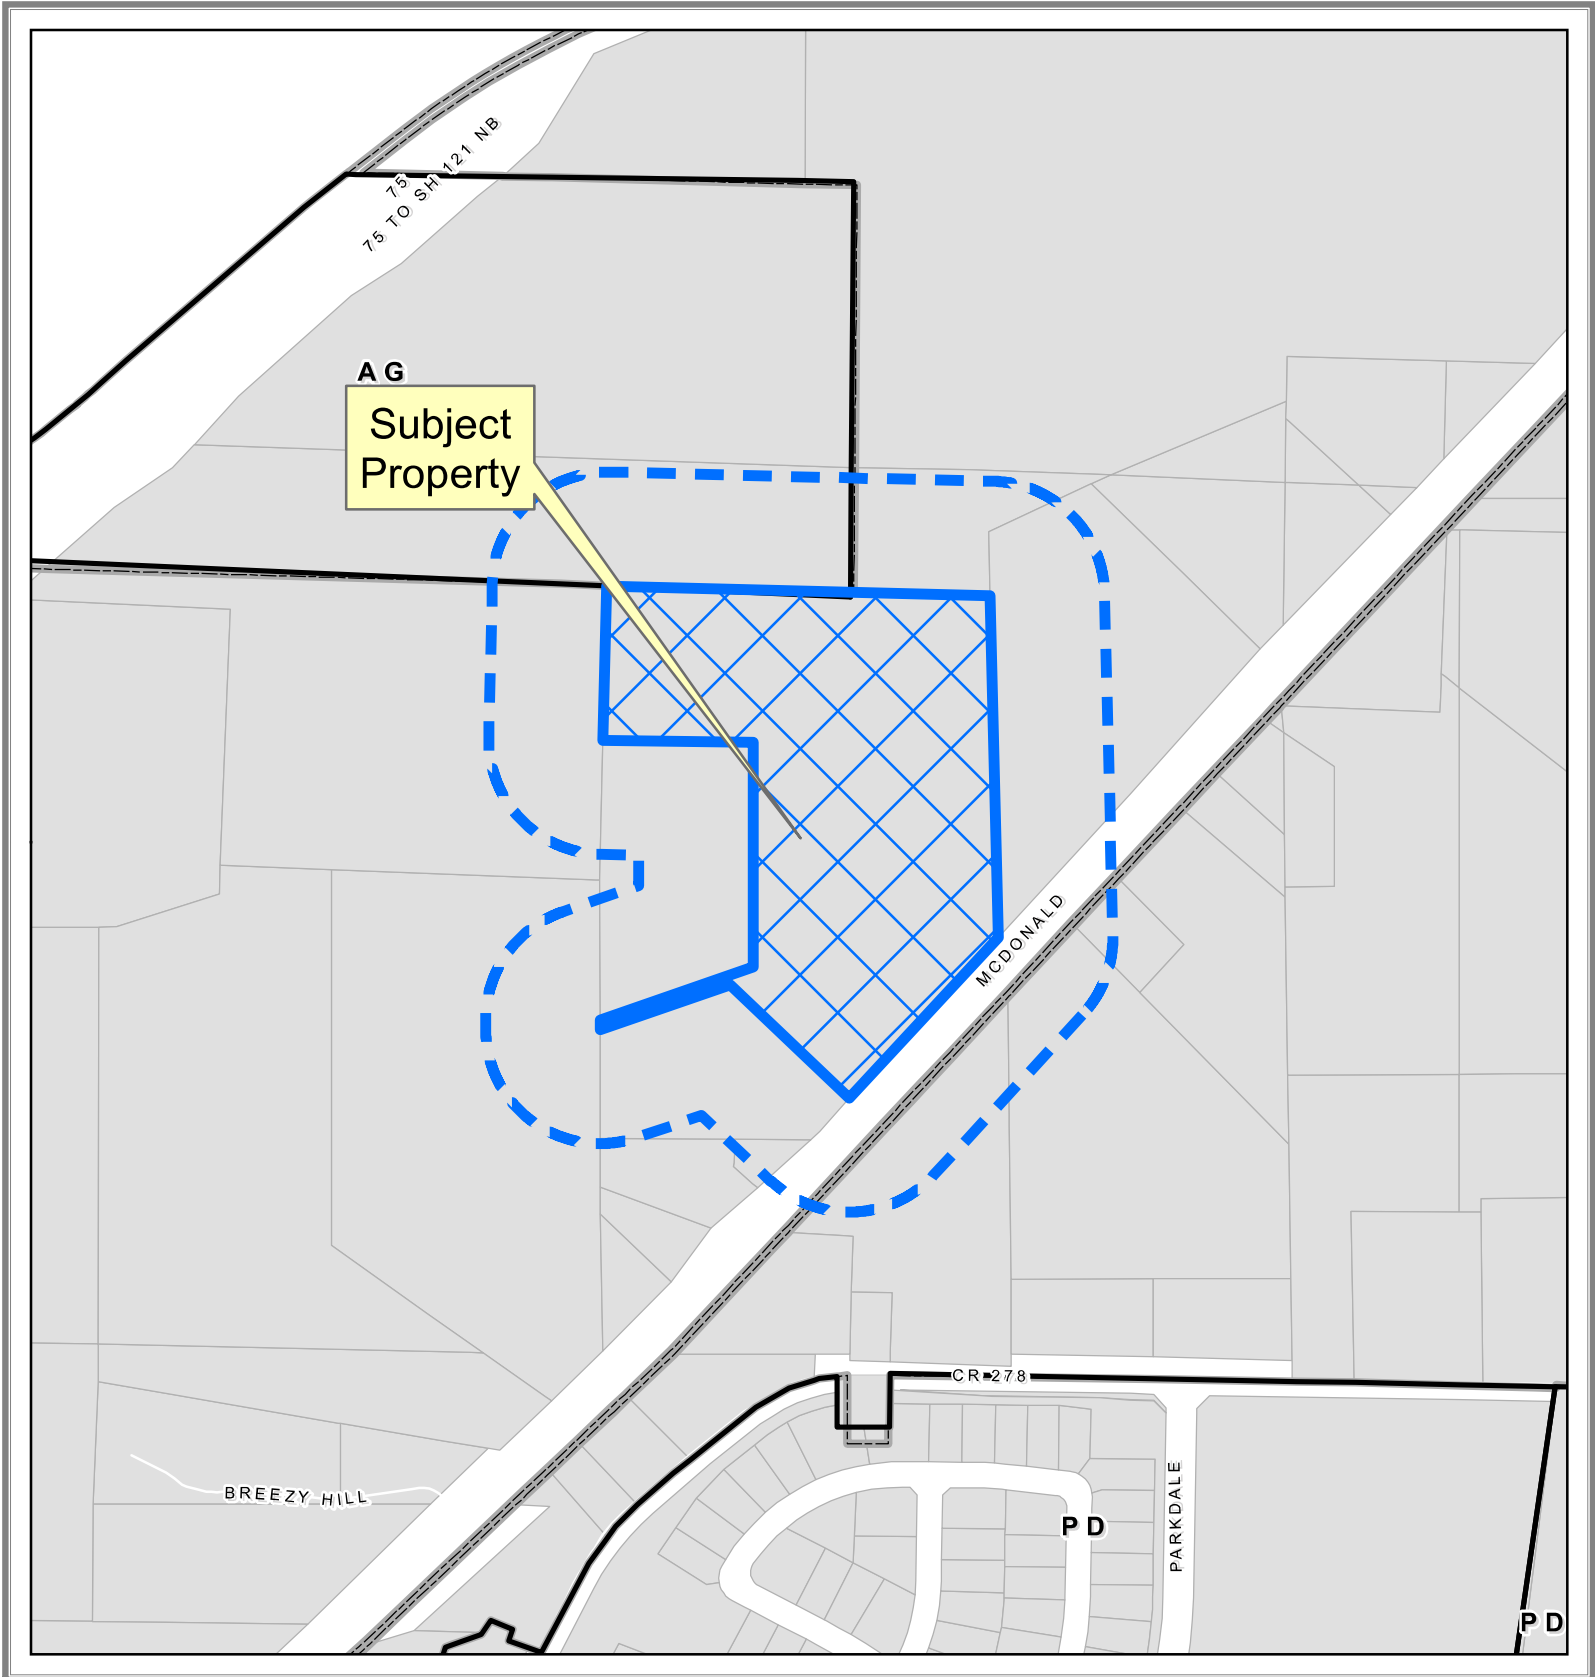 75
75 TO SH 121 NB
AG
Subject
Property
MCDONALD
CR 278
BREEZY HILL
PARKDALE
PD
PD